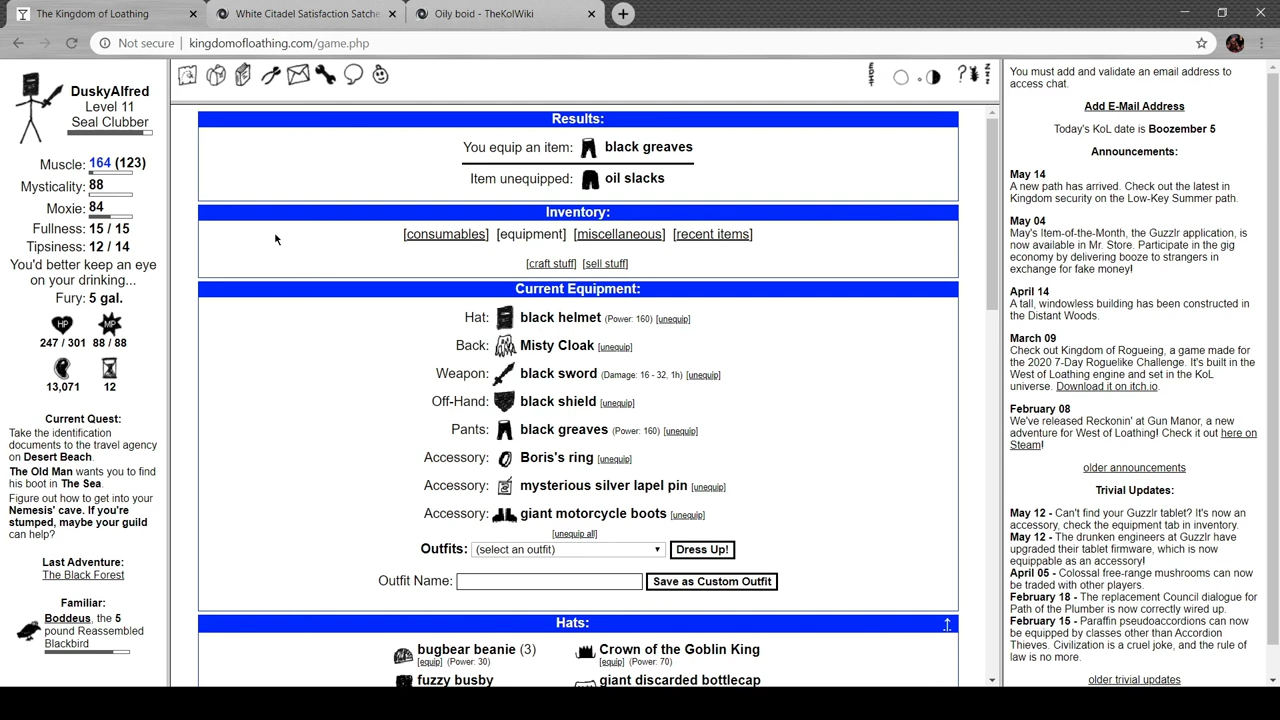 The Kingdom of Loathing
White Citadel Satisfaction Satche
Oily boid - TheKolWiki
Not secure | kingdomofloathing.com/game.php
DuskyAlfred
Level 11
Seal Clubber
Muscle: 164 (123)
Mysticality: 88
Moxie: 84
Fullness: 15 / 15
Tipsiness: 12 / 14
You'd better keep an eye
on your drinking...
Fury: 5 gal.
HP MP
247 / 301 88 / 88
13,071 12
Current Quest:
Take the identification
documents to the travel agency
on Desert Beach.
The Old Man wants you to find
his boot in The Sea.
Figure out how to get into your
Nemesis' cave. If you're
stumped, maybe your guild
can help?
Last Adventure:
The Black Forest
Familiar:
Boddeus, the 5
pound Reassembled
Blackbird
Results:
You equip an item: black greaves
Item unequipped: oil slacks
Inventory:
[consumables] [equipment] [miscellaneous] [recent items]
[craft stuff] [sell stuff]
Current Equipment:
Hat: black helmet (Power: 160) [unequip]
Back: Misty Cloak [unequip]
Weapon: black sword (Damage: 16 - 32, 1h) [unequip]
Off-Hand: black shield [unequip]
Pants: black greaves (Power: 160) [unequip]
Accessory: Boris's ring [unequip]
Accessory: mysterious silver lapel pin [unequip]
Accessory: giant motorcycle boots [unequip]
[unequip all]
Outfits: (select an outfit) Dress Up!
Outfit Name: Save as Custom Outfit
Hats:
bugbear beanie (3) Crown of the Goblin King
[equip] (Power: 30) [equip] (Power: 70)
fuzzy busby giant discarded bottlecap
You must add and validate an email address to
access chat.
Add E-Mail Address
Today's KoL date is Boozember 5
Announcements:
May 14
A new path has arrived. Check out the latest in
Kingdom security on the Low-Key Summer path.
May 04
May's Item-of-the-Month, the Guzzlr application, is
now available in Mr. Store. Participate in the gig
economy by delivering booze to strangers in
exchange for fake money!
April 14
A tall, windowless building has been constructed in
the Distant Woods.
March 09
Check out Kingdom of Rogueing, a game made for
the 2020 7-Day Roguelike Challenge. It's built in the
West of Loathing engine and set in the KoL
universe. Download it on itch.io.
February 08
We've released Reckonin' at Gun Manor, a new
adventure for West of Loathing! Check it out here on
Steam!
older announcements
Trivial Updates:
May 12 - Can't find your Guzzlr tablet? It's now an
accessory, check the equipment tab in inventory.
May 12 - The drunken engineers at Guzzlr have
upgraded their tablet firmware, which is now
equippable as an accessory!
April 05 - Colossal free-range mushrooms can now
be traded with other players.
February 18 - The replacement Council dialogue for
Path of the Plumber is now correctly wired up.
February 15 - Paraffin pseudoaccordions can now
be equipped by classes other than Accordion
Thieves. Civilization is a cruel joke, and the rule of
law is no more.
older trivial updates